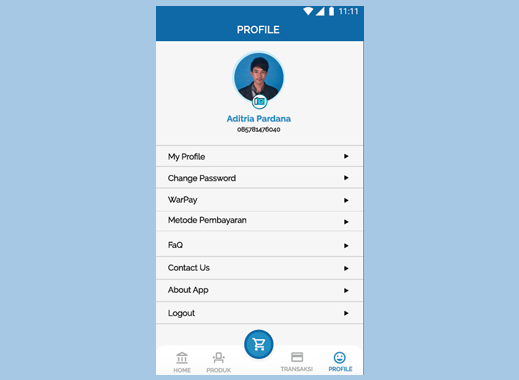 11:11
PROFILE
Aditria Pardana
085781476040
My Profile
Change Password
WarPay
Metode Pembayaran
FaQ
Contact Us
About App
Logout
HOME
PRODUK
TRANSAKSI
PROFILE